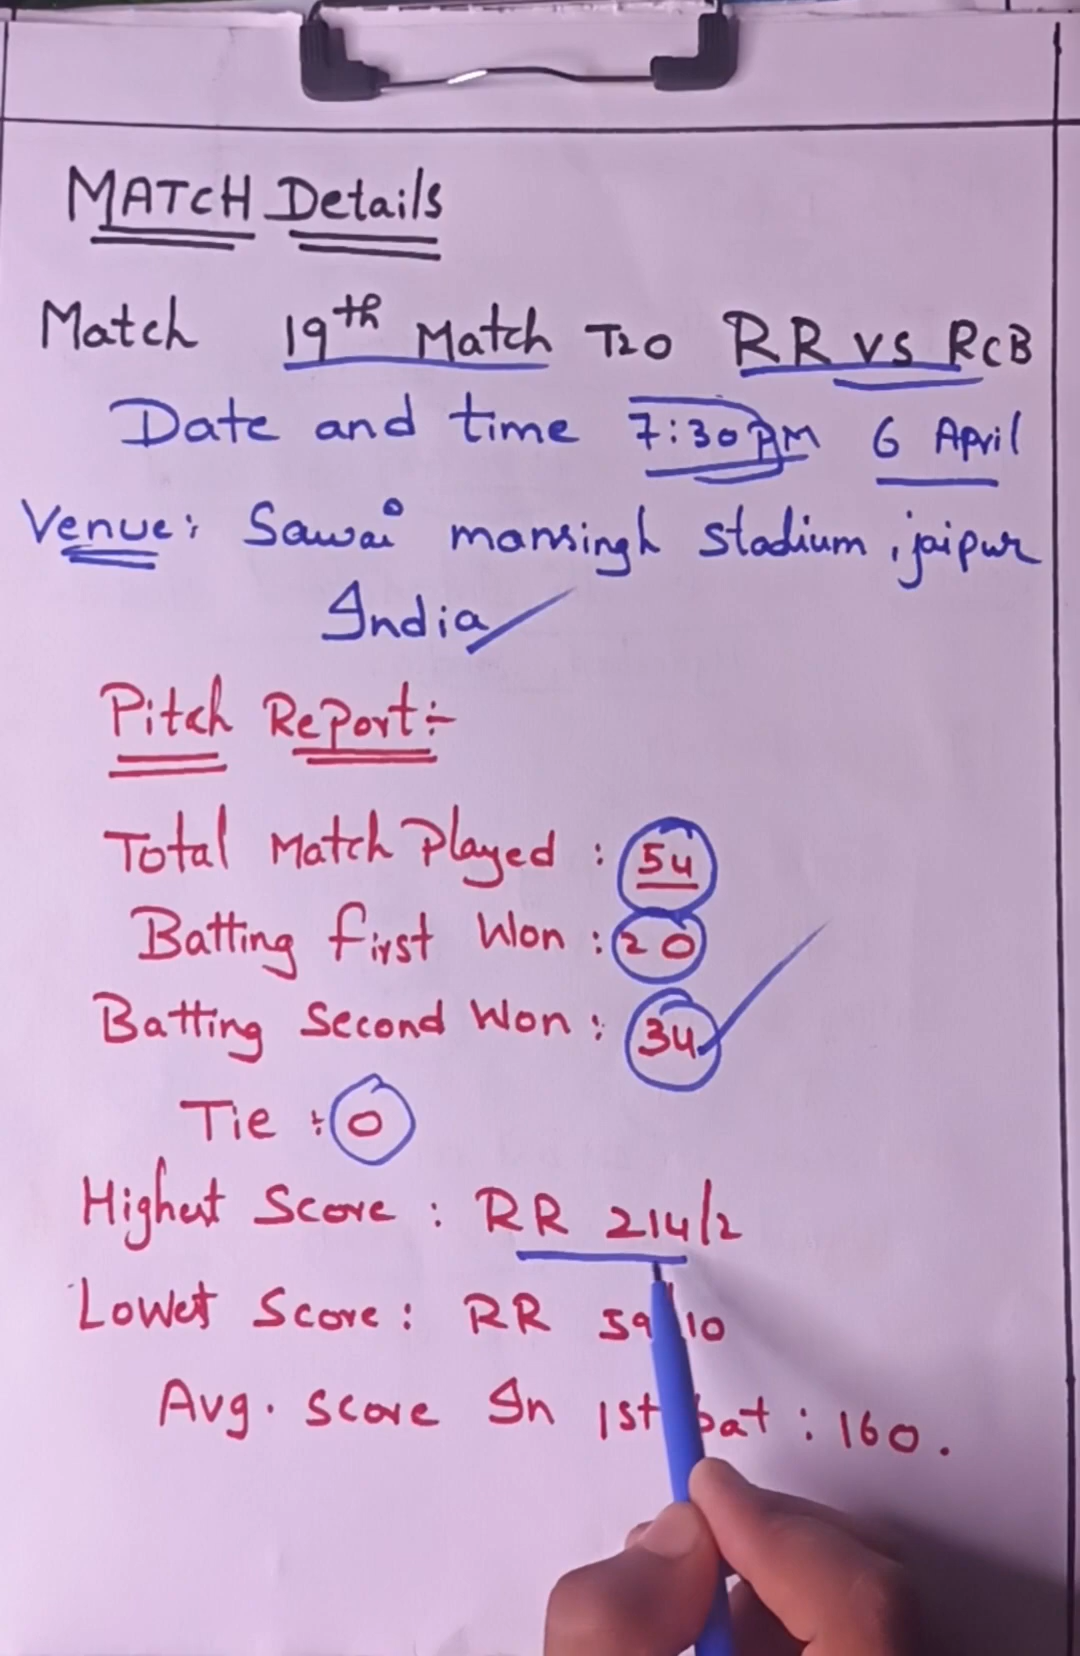 MATCH Details
Match 19th Match T20 RR vs RCB
Date and time 7:30PM 6 April
Venue: Sawai mansingh stadium, jaipur
India
Pitch Report:-
Total Match Played : 54
Batting first Won : 20
Batting Second Won : 34
Tie : 0
Highest Score : RR 214/2
Lowest Score : RR 59/10
Avg. Score In 1st bat : 160.